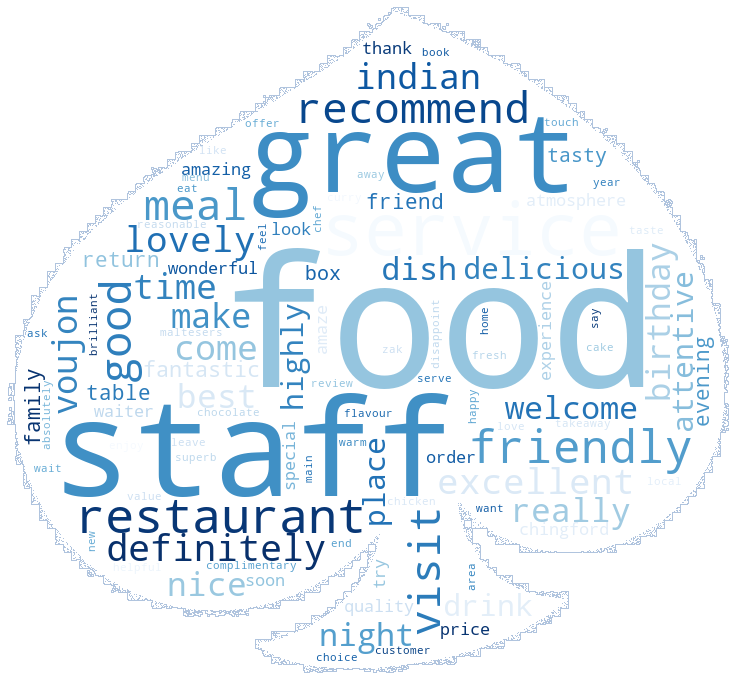 thank
book
indian
recommend
great
offer
touch
like
tasty
amazing
menu
away
year
eat
friend
curry
atmosphere
meal
reasonable
chef
look
service
taste
lovely
feel
return
wonderful
box
dish
delicious
time
food
birthday
attentive
experience
voujon
good
brilliant
make
maltesers
highly
amaze
disappoint
home
say
ask
come
zak
fresh
cake
evening
fantastic
family
absolutely
table
best
review
serve
happy
waiter
chocolate
flavour
welcome
staff
love
takeaway
leave
warm
friendly
superb
special
main
order
wait
place
excellent
local
value
chicken
restaurant
want
really
visit
chingford
new
definitely
end
helpful
complimentary
try
area
nice
soon
quality
drink
night
price
choice
customer